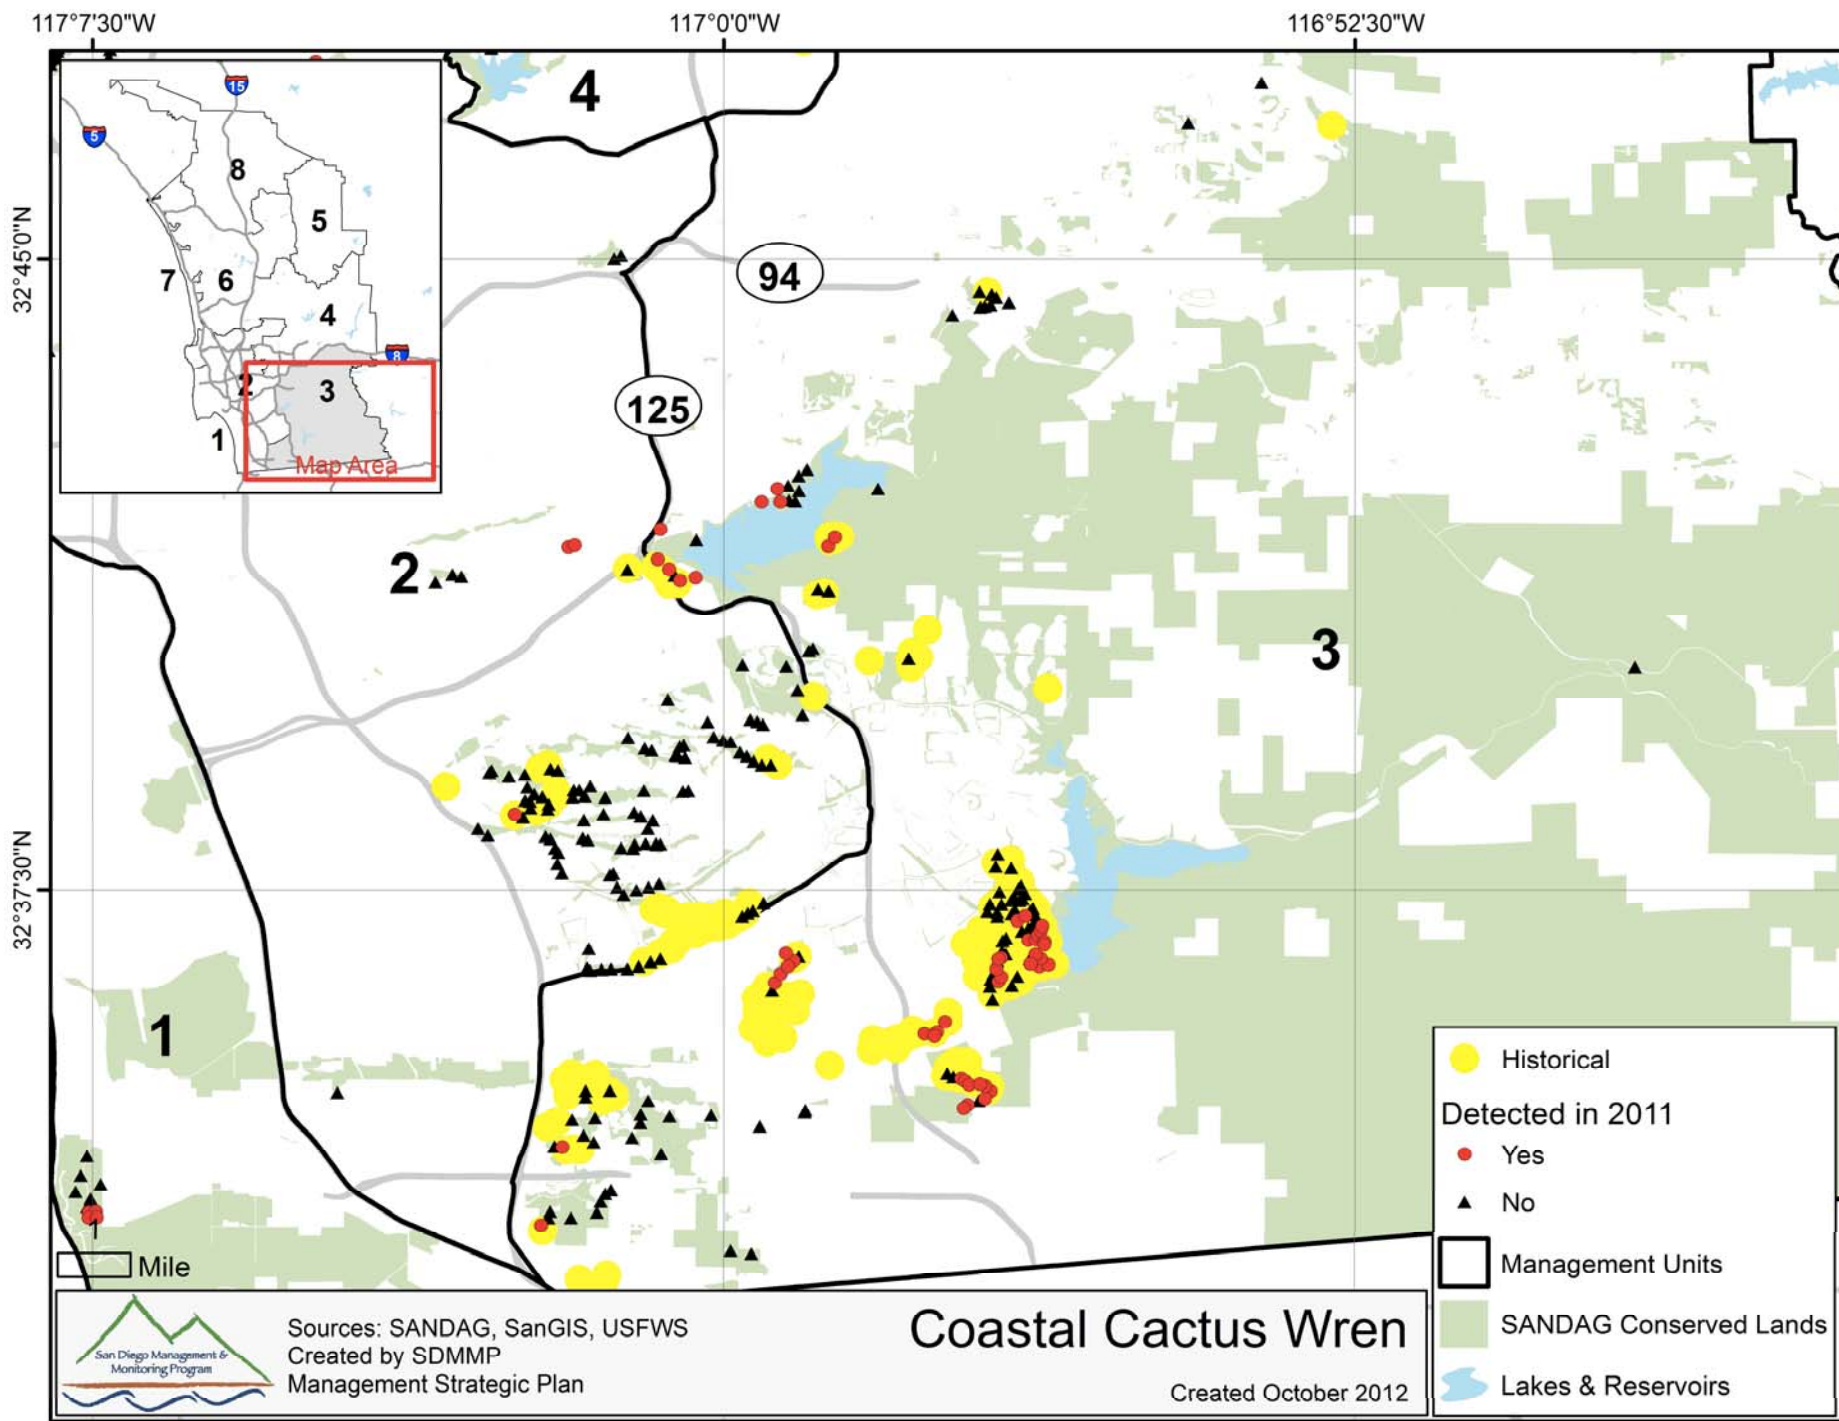 117°7'30"W
117°0'0"W
116°52'30"W
32°45'0"N
32°37'30"N
15
5
8
5
7
6
4
8
2
3
1
Map Area
4
94
125
2
3
1
Mile
Historical
Detected in 2011
Yes
No
Management Units
SANDAG Conserved Lands
Lakes & Reservoirs
San Diego Management &
Monitoring Program
Sources: SANDAG, SanGIS, USFWS
Created by SDMMP
Management Strategic Plan
Coastal Cactus Wren
Created October 2012